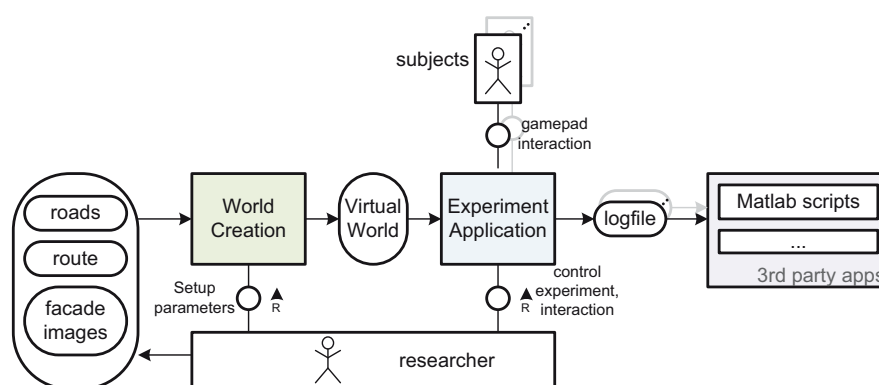 subjects
gamepad
interaction
roads
route
facade
images
World
Creation
Virtual
World
Experiment
Application
logfile
Matlab scripts
...
3rd party apps
Setup
parameters
R
control
experiment,
interaction
R
researcher